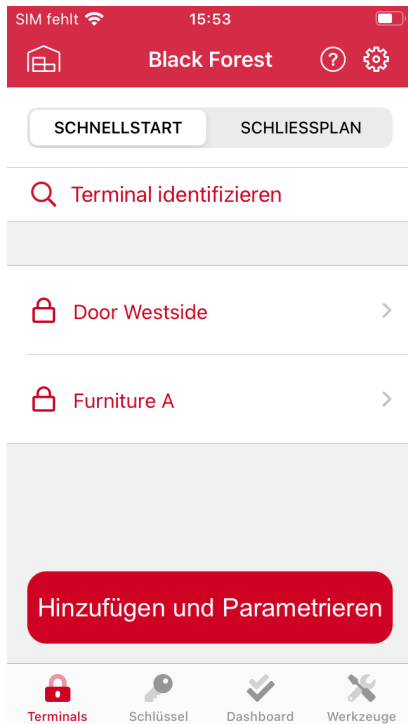 SIM fehlt 15:53
Black Forest
SCHNELLSTART SCHLIESSPLAN
Terminal identifizieren
Door Westside
Furniture A
Hinzufügen und Parametrieren
Terminals Schlüssel Dashboard Werkzeuge